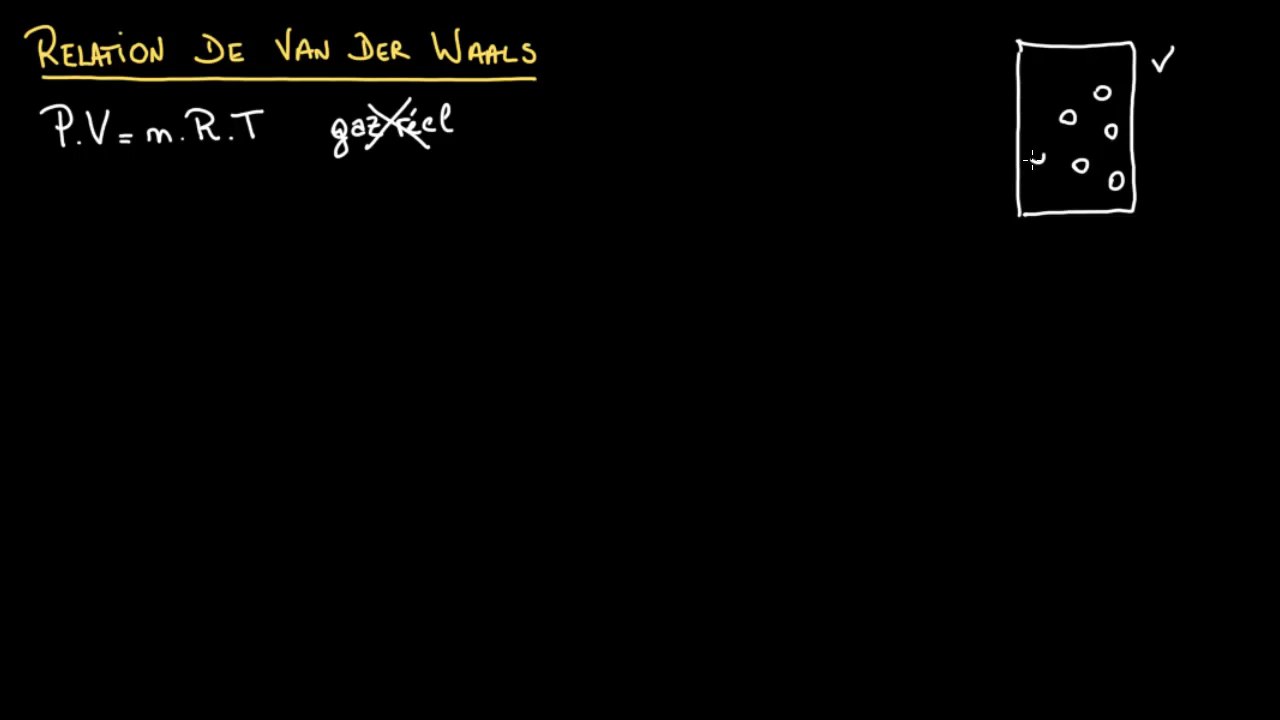 RELATION DE VAN DER WAALS
P.V = n.R.T gaz réel